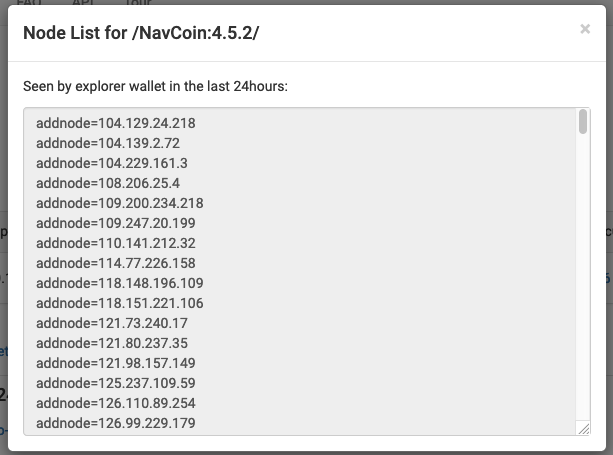 FAQ API Tour
Node List for /NavCoin:4.5.2/
×
Seen by explorer wallet in the last 24hours:
addnode=104.129.24.218
addnode=104.139.2.72
addnode=104.229.161.3
addnode=108.206.25.4
addnode=109.200.234.218
addnode=109.247.20.199
addnode=110.141.212.32
addnode=114.77.226.158
addnode=118.148.196.109
addnode=118.151.221.106
addnode=121.73.240.17
addnode=121.80.237.35
addnode=121.98.157.149
addnode=125.237.109.59
addnode=126.110.89.254
addnode=126.99.229.179